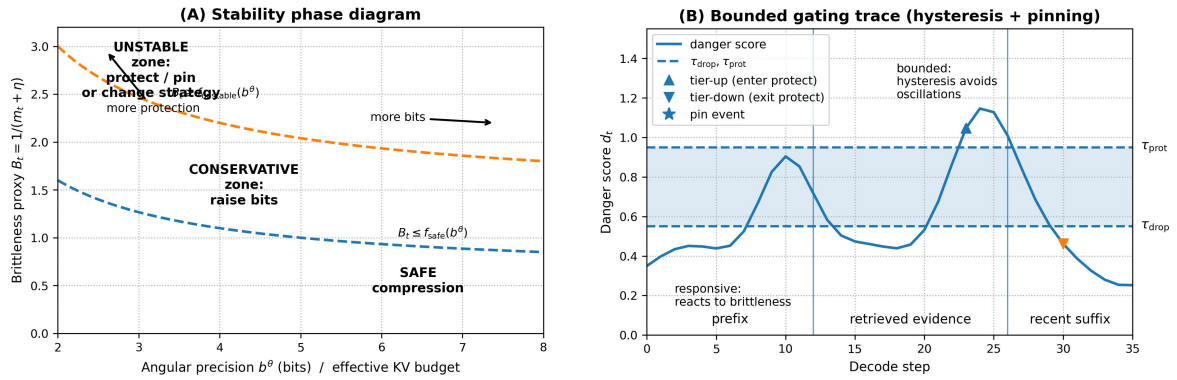 (A) Stability phase diagram
Brittleness proxy B_t = 1/(m_t + η)
3.0
2.5
2.0
1.5
1.0
0.5
0.0
UNSTABLE
zone:
protect / pin
or change strategy
more protection
more bits
CONSERVATIVE
zone:
raise bits
B_t ≤ f_safe(b^θ)
SAFE
compression
2
3
4
5
6
7
8
Angular precision b^θ (bits) / effective KV budget
(B) Bounded gating trace (hysteresis + pinning)
Danger score d_t
1.4
1.2
1.0
0.8
0.6
0.4
0.2
0.0
danger score
τ_drop, τ_prot
tier-up (enter protect)
tier-down (exit protect)
pin event
bounded:
hysteresis avoids
oscillations
τ_prot
τ_drop
responsive:
reacts to brittleness
prefix
retrieved evidence
recent suffix
0
5
10
15
20
25
30
35
Decode step